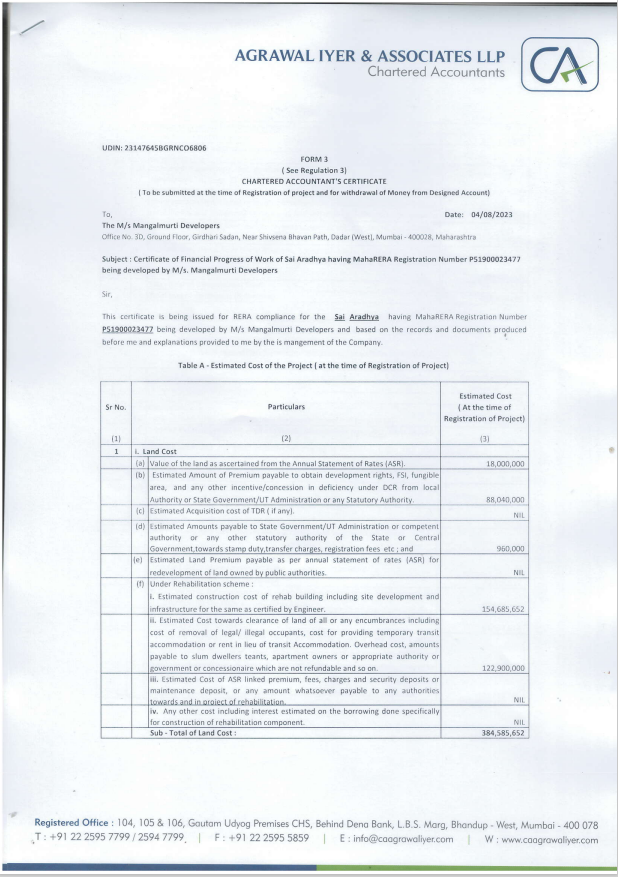 AGRAWAL IYER & ASSOCIATES LLP
Chartered Accountants
CA
UDIN: 23147645BGRNCO6806
FORM 3
( See Regulation 3)
CHARTERED ACCOUNTANT'S CERTIFICATE
( To be submitted at the time of Registration of project and for withdrawal of Money from Designed Account)
To,
Date: 04/08/2023
The M/s Mangalmurti Developers
Office No. 3D, Ground Floor, Girdhari Sadan, Near Shivsena Bhavan Path, Dadar (West), Mumbai - 400028, Maharashtra
Subject : Certificate of Financial Progress of Work of Sai Aradhya having MahaRERA Registration Number P51900023477
being developed by M/s. Mangalmurti Developers
Sir,
This certificate is being issued for RERA compliance for the Sai Aradhya having MahaRERA Registration Number
P51900023477 being developed by M/s Mangalmurti Developers and based on the records and documents produced
before me and explanations provided to me by the is mangement of the Company.
Table A - Estimated Cost of the Project ( at the time of Registration of Project)
Sr No.
Particulars
Estimated Cost
( At the time of
Registration of Project)
(1)
(2)
(3)
1
i. Land Cost
(a) Value of the land as ascertained from the Annual Statement of Rates (ASR). 18,000,000
(b) Estimated Amount of Premium payable to obtain development rights, FSI, fungible
area, and any other incentive/concession in deficiency under DCR from local
Authority or State Government/UT Administration or any Statutory Authority. 88,040,000
(c) Estimated Acquisition cost of TDR ( if any). NIL
(d) Estimated Amounts payable to State Government/UT Administration or competent
authority or any other statutory authority of the State or Central
Government,towards stamp duty,transfer charges, registration fees etc ; and 960,000
(e) Estimated Land Premium payable as per annual statement of rates (ASR) for
redevelopment of land owned by public authorities. NIL
(f) Under Rehabilitation scheme :
i. Estimated construction cost of rehab building including site development and
infrastructure for the same as certified by Engineer. 154,685,652
ii. Estimated Cost towards clearance of land of all or any encumbrances including
cost of removal of legal/ illegal occupants, cost for providing temporary transit
accommodation or rent in lieu of transit Accommodation. Overhead cost, amounts
payable to slum dwellers teants, apartment owners or appropriate authority or
government or concessionaire which are not refundable and so on. 122,900,000
iii. Estimated Cost of ASR linked premium, fees, charges and security deposits or
maintenance deposit, or any amount whatsoever payable to any authorities
towards and in project of rehabilitation. NIL
iv. Any other cost including interest estimated on the borrowing done specifically
for construction of rehabilitation component. NIL
Sub - Total of Land Cost : 384,585,652
Registered Office : 104, 105 & 106, Gautam Udyog Premises CHS, Behind Dena Bank, L.B.S. Marg, Bhandup - West, Mumbai - 400 078
T : +91 22 2595 7799 / 2594 7799 | F : +91 22 2595 5859 | E : info@caagrawaliyer.com | W : www.caagrawaliyer.com